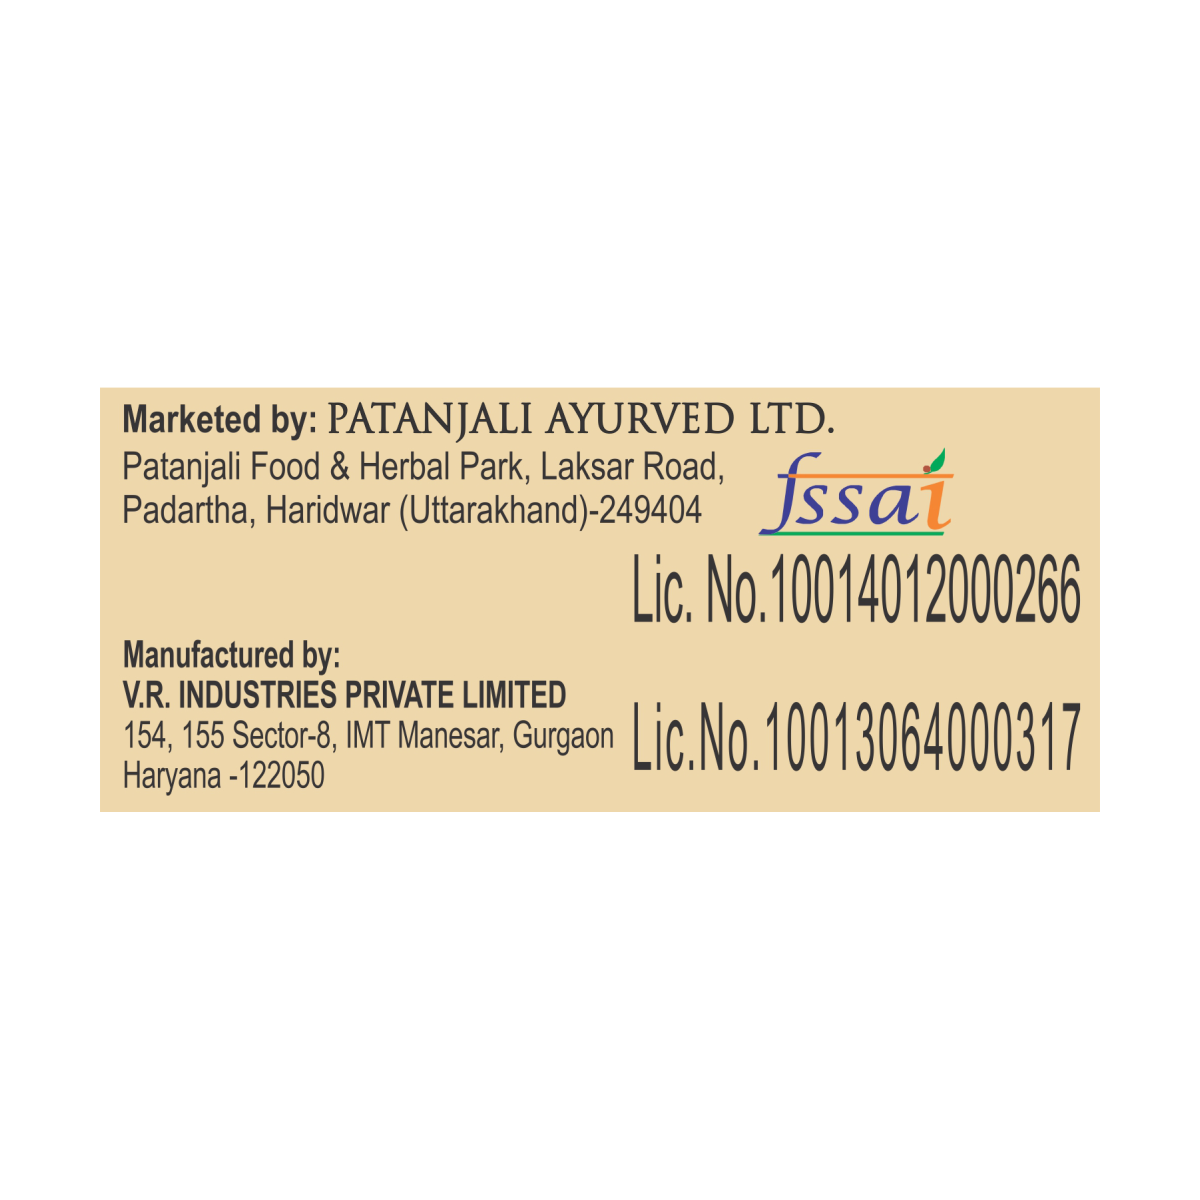 Marketed by: PATANJALI AYURVED LTD.
Patanjali Food & Herbal Park, Laksar Road,
Padartha, Haridwar (Uttarakhand)-249404
fssai
Lic. No.10014012000266
Manufactured by:
V.R. INDUSTRIES PRIVATE LIMITED
154, 155 Sector-8, IMT Manesar, Gurgaon
Haryana -122050
Lic.No.10013064000317